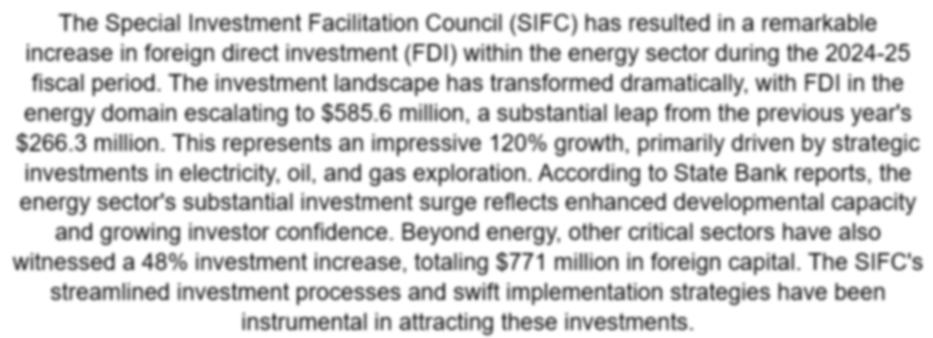 The Special Investment Facilitation Council (SIFC) has resulted in a remarkable
increase in foreign direct investment (FDI) within the energy sector during the 2024-25
fiscal period. The investment landscape has transformed dramatically, with FDI in the
energy domain escalating to $585.6 million, a substantial leap from the previous year's
$266.3 million. This represents an impressive 120% growth, primarily driven by strategic
investments in electricity, oil, and gas exploration. According to State Bank reports, the
energy sector's substantial investment surge reflects enhanced developmental capacity
and growing investor confidence. Beyond energy, other critical sectors have also
witnessed a 48% investment increase, totaling $771 million in foreign capital. The SIFC's
streamlined investment processes and swift implementation strategies have been
instrumental in attracting these investments.